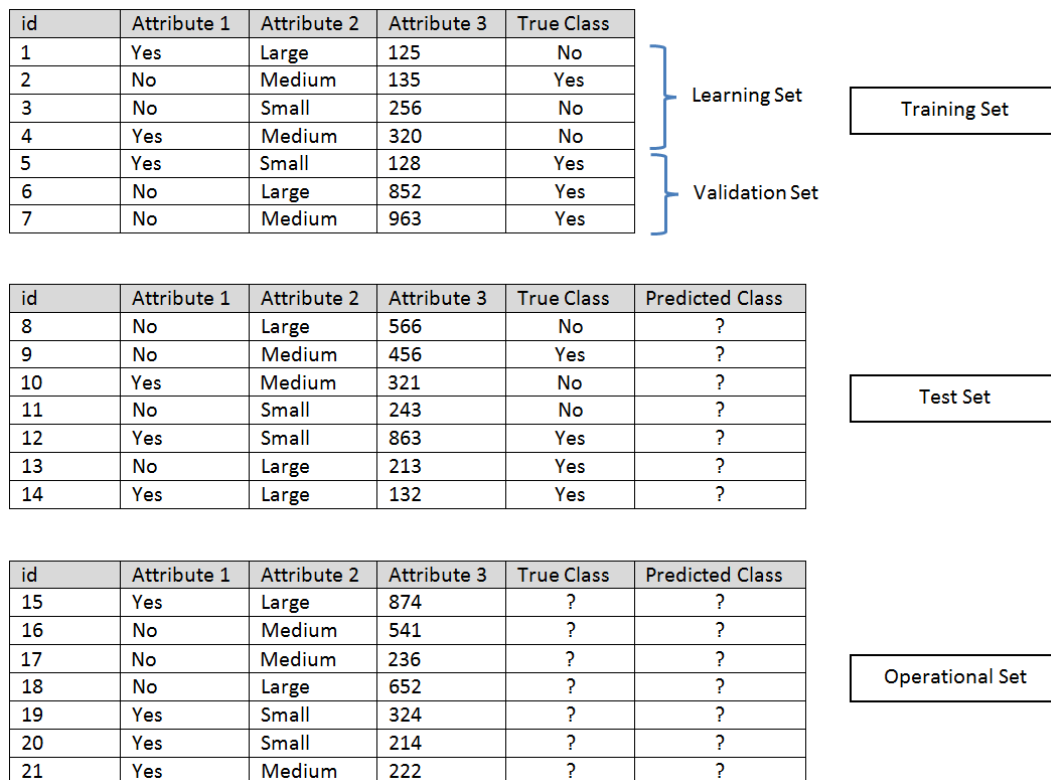 id Attribute 1 Attribute 2 Attribute 3 True Class
1 Yes Large 125 No
2 No Medium 135 Yes
3 No Small 256 No
4 Yes Medium 320 No
5 Yes Small 128 Yes
6 No Large 852 Yes
7 No Medium 963 Yes
Learning Set
Validation Set
Training Set
id Attribute 1 Attribute 2 Attribute 3 True Class Predicted Class
8 No Large 566 No ?
9 No Medium 456 Yes ?
10 Yes Medium 321 No ?
11 No Small 243 No ?
12 Yes Small 863 Yes ?
13 No Large 213 Yes ?
14 Yes Large 132 Yes ?
Test Set
id Attribute 1 Attribute 2 Attribute 3 True Class Predicted Class
15 Yes Large 874 ? ?
16 No Medium 541 ? ?
17 No Medium 236 ? ?
18 No Large 652 ? ?
19 Yes Small 324 ? ?
20 Yes Small 214 ? ?
21 Yes Medium 222 ? ?
Operational Set